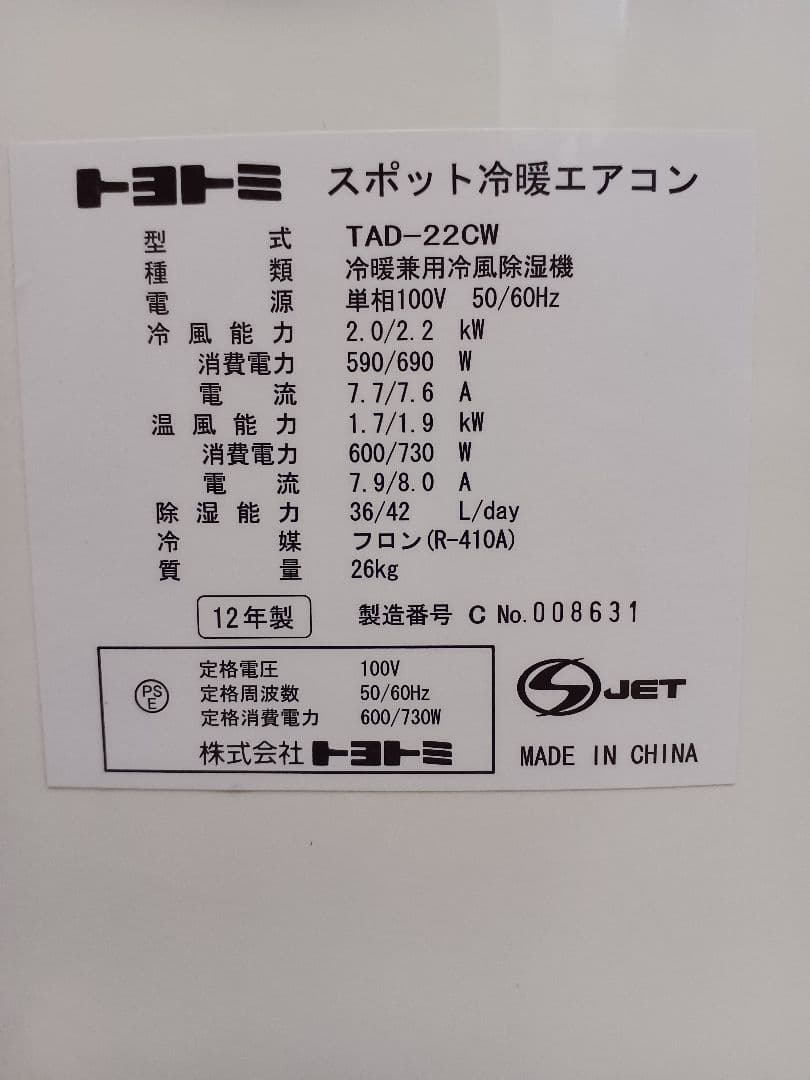 トヨトミ スポット冷暖エアコン
型式 TAD-22CW
種類 冷暖兼用冷風除湿機
電源 単相100V 50/60Hz
冷風能力 2.0/2.2 kW
消費電力 590/690 W
電流 7.7/7.6 A
温風能力 1.7/1.9 kW
消費電力 600/730 W
電流 7.9/8.0 A
除湿能力 36/42 L/day
冷媒 フロン(R-410A)
質量 26kg
12年製 製造番号 C No.008631
PS
E
定格電圧 100V
定格周波数 50/60Hz
定格消費電力 600/730W
株式会社トヨトミ
S JET
MADE IN CHINA